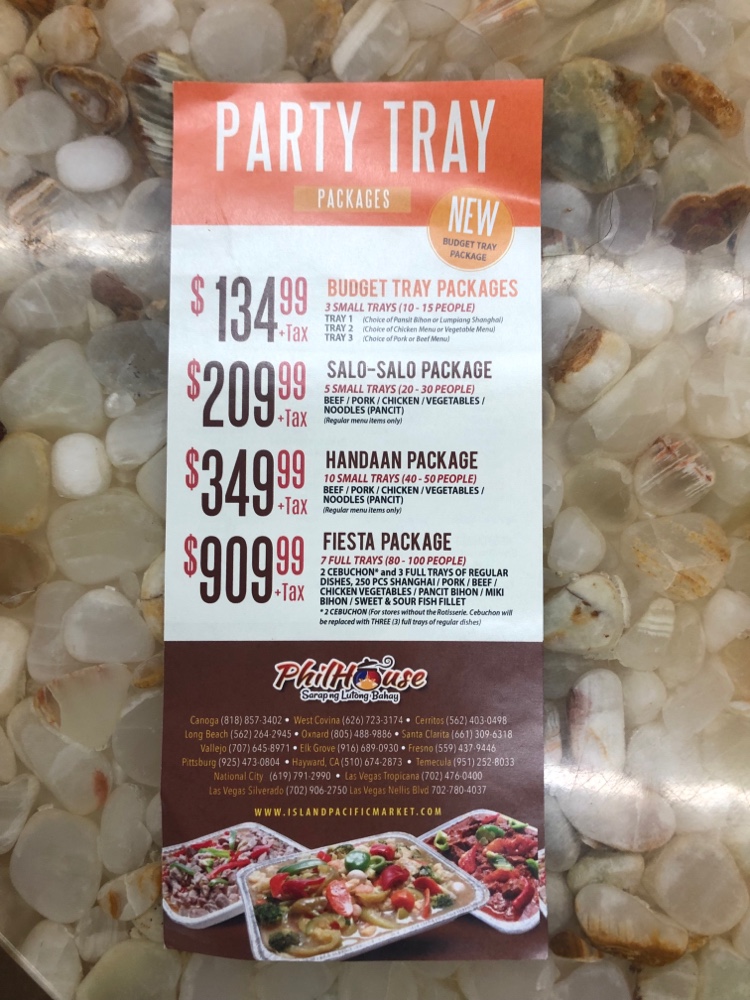 PARTY TRAY
PACKAGES
NEW
BUDGET TRAY
PACKAGE
$134.99 +Tax
BUDGET TRAY PACKAGES
3 SMALL TRAYS (10 - 15 PEOPLE)
TRAY 1 (Choice of Pansit Bihon or Lumpiang Shanghai)
TRAY 2 (Choice of Chicken Menu or Vegetable Menu)
TRAY 3 (Choice of Pork or Beef Menu)
$209.99 +Tax
SALO-SALO PACKAGE
5 SMALL TRAYS (20 - 30 PEOPLE)
BEEF / PORK / CHICKEN / VEGETABLES /
NOODLES (PANCIT)
(Regular menu items only)
$349.99 +Tax
HANDAAN PACKAGE
10 SMALL TRAYS (40 - 50 PEOPLE)
BEEF / PORK / CHICKEN / VEGETABLES /
NOODLES (PANCIT)
(Regular menu items only)
$909.99 +Tax
FIESTA PACKAGE
7 FULL TRAYS (80 - 100 PEOPLE)
2 CEBUCHON* and 3 FULL TRAYS OF REGULAR
DISHES, 250 PCS SHANGHAI / PORK / BEEF /
CHICKEN VEGETABLES / PANCIT BIHON / MIKI
BIHON / SWEET & SOUR FISH FILLET
* 2 CEBUCHON (For stores without the Rotisserie. Cebuchon will
be replaced with THREE (3) full trays of regular dishes)
PhilHouse
Sarap ng Lutong-Bahay
Canoga (818) 857-3402 • West Covina (626) 723-3174 • Cerritos (562) 403-0498
Long Beach (562) 264-2945 • Oxnard (805) 488-9886 • Santa Clarita (661) 309-6318
Vallejo (707) 645-8971 • Elk Grove (916) 689-0930 • Fresno (559) 437-9446
Pittsburg (925) 473-0804 • Hayward, CA (510) 674-2873 • Temecula (951) 252-8033
National City (619) 791-2990 • Las Vegas Tropicana (702) 476-0400
Las Vegas Silverado (702) 906-2750 Las Vegas Nellis Blvd 702-780-4037
WWW.ISLANDPACIFICMARKET.COM